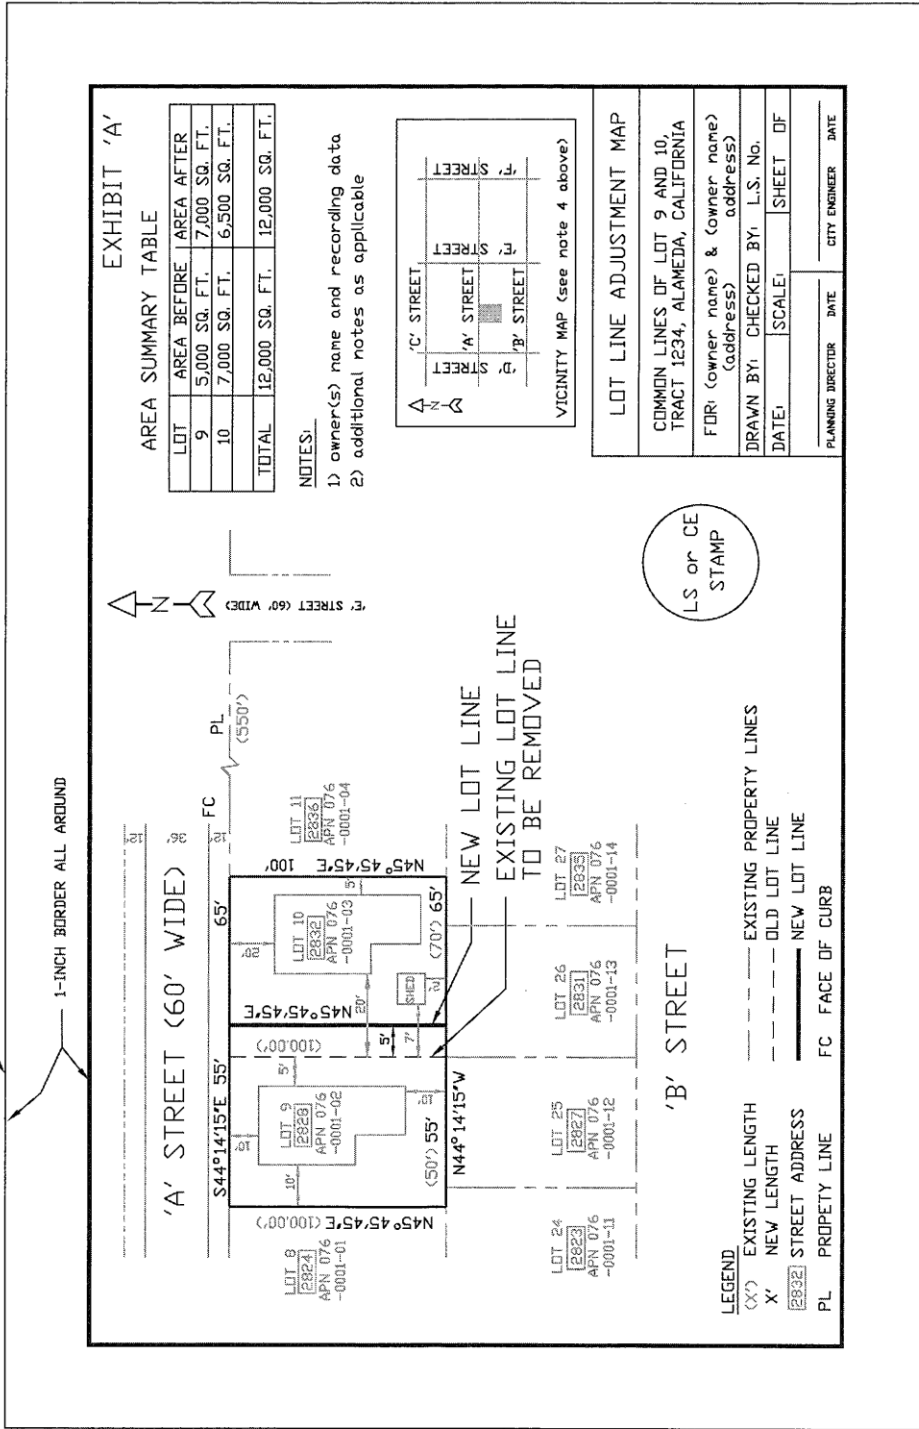 1-INCH BORDER ALL AROUND
EXHIBIT 'A'
AREA SUMMARY TABLE
LOT AREA BEFORE AREA AFTER
9 5,000 SQ. FT. 7,000 SQ. FT.
10 7,000 SQ. FT. 6,500 SQ. FT.
TOTAL 12,000 SQ. FT. 12,000 SQ. FT.
NOTES:
1) owner(s) name and recording data
2) additional notes as applicable
'C' STREET
'A' STREET
'B' STREET
'D' STREET
'E' STREET
'F' STREET
N
VICINITY MAP (see note 4 above)
LOT LINE ADJUSTMENT MAP
COMMON LINES OF LOT 9 AND 10,
TRACT 1234, ALAMEDA, CALIFORNIA
FOR: (owner name) & (owner name)
(address) address)
DRAWN BY: CHECKED BY: L.S. No.
DATE: SCALE: SHEET OF
PLANNING DIRECTOR DATE CITY ENGINEER DATE
N
'E' STREET (60' WIDE)
'A' STREET (60' WIDE)
12'
36'
12'
FC
PL
(550')
S44°14'15"E 55'
65'
LOT 8
2824
APN 076
-0001-01
N45°45'45"E (100.00')
LOT 9
2828
APN 076
-0001-02
10'
5'
10'
(50') 55'
N44°14'15"W
(100.00')
N45°45'45"E
5'
7'
20'
SHED
2'
LOT 10
2832
APN 076
-0001-03
20'
5'
(70') 65'
N45°45'45"E
100'
LOT 11
2836
APN 076
-0001-04
NEW LOT LINE
EXISTING LOT LINE
TO BE REMOVED
LOT 24
2823
APN 076
-0001-11
LOT 25
2827
APN 076
-0001-12
LOT 26
2831
APN 076
-0001-13
LOT 27
2835
APN 076
-0001-14
'B' STREET
LS or CE
STAMP
LEGEND
(X') EXISTING LENGTH
X' NEW LENGTH
2832 STREET ADDRESS
PL PROPETY LINE
EXISTING PROPERTY LINES
OLD LOT LINE
NEW LOT LINE
FC FACE OF CURB